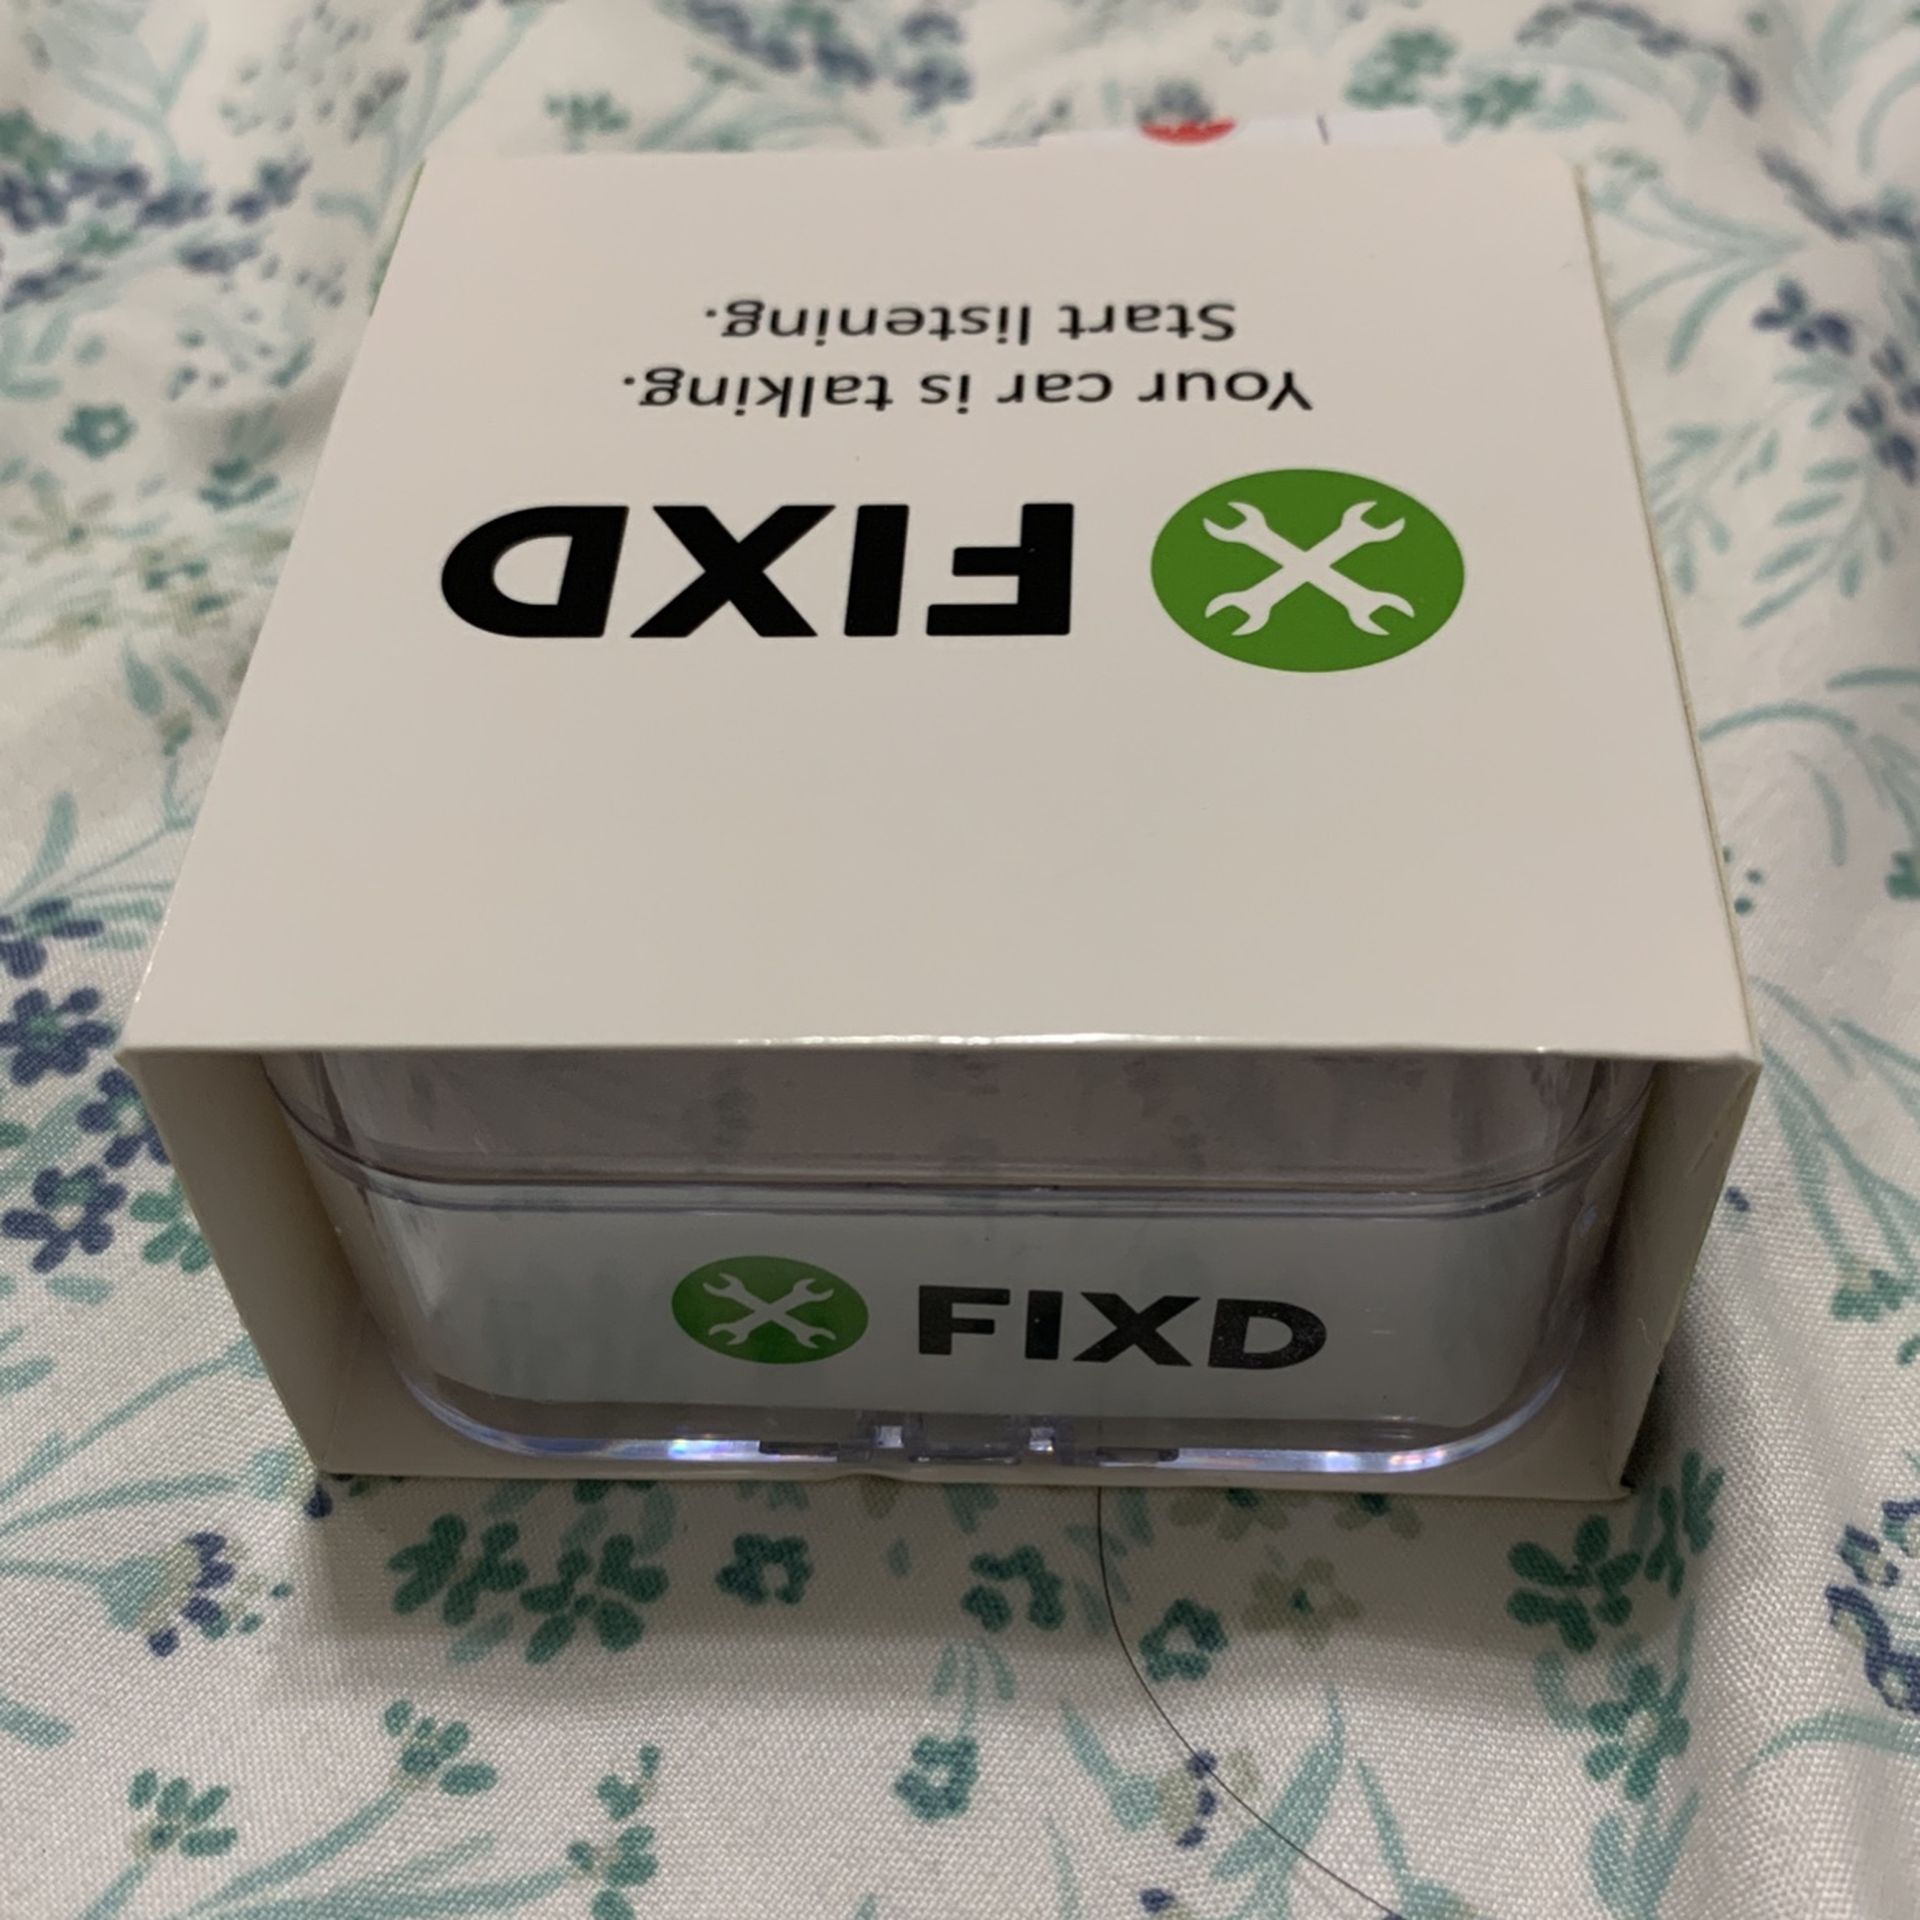 FIXD
Your car is talking.
Start listening.
FIXD